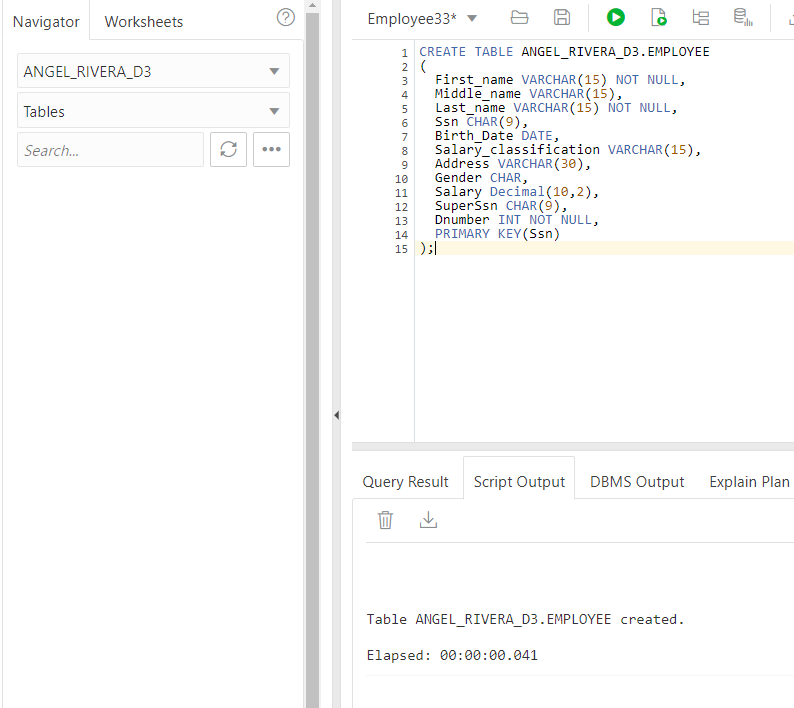 Navigator
Worksheets
?
ANGEL_RIVERA_D3
Tables
Search...
Employee33*
1 CREATE TABLE ANGEL_RIVERA_D3.EMPLOYEE
2 (
3 First_name VARCHAR(15) NOT NULL,
4 Middle_name VARCHAR(15),
5 Last_name VARCHAR(15) NOT NULL,
6 Ssn CHAR(9),
7 Birth_Date DATE,
8 Salary_classification VARCHAR(15),
9 Address VARCHAR(30),
10 Gender CHAR,
11 Salary Decimal(10,2),
12 SuperSsn CHAR(9),
13 Dnumber INT NOT NULL,
14 PRIMARY KEY(Ssn)
15 );
Query Result
Script Output
DBMS Output
Explain Plan
Table ANGEL_RIVERA_D3.EMPLOYEE created.
Elapsed: 00:00:00.041